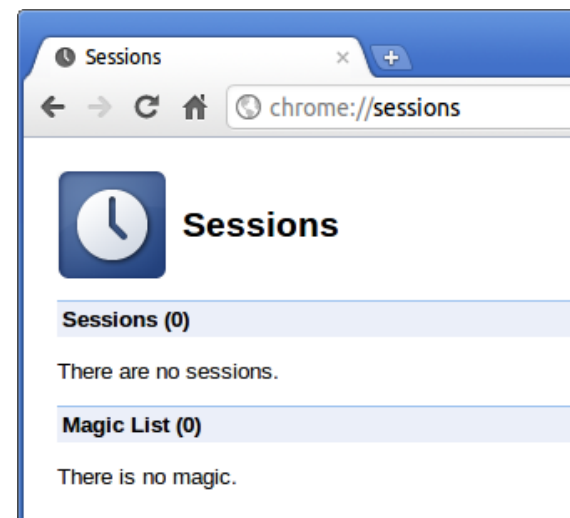 Sessions
chrome://sessions
Sessions
Sessions (0)
There are no sessions.
Magic List (0)
There is no magic.